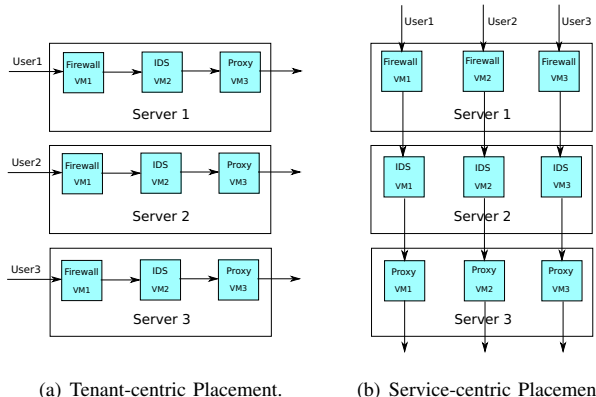 User1
Firewall
VM1
IDS
VM2
Proxy
VM3
Server 1
User2
Firewall
VM1
IDS
VM2
Proxy
VM3
Server 2
User3
Firewall
VM1
IDS
VM2
Proxy
VM3
Server 3
(a) Tenant-centric Placement.
User1
User2
User3
Firewall
VM1
Firewall
VM2
Firewall
VM3
Server 1
IDS
VM1
IDS
VM2
IDS
VM3
Server 2
Proxy
VM1
Proxy
VM2
Proxy
VM3
Server 3
(b) Service-centric Placemen